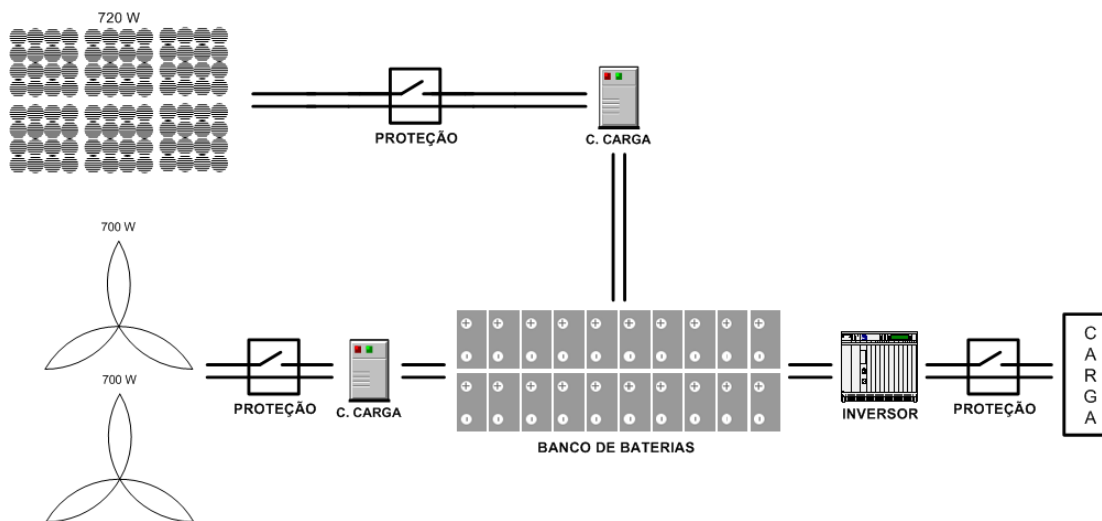 720 W
PROTEÇÃO
C. CARGA
700 W
700 W
PROTEÇÃO
C. CARGA
BANCO DE BATERIAS
INVERSOR
PROTEÇÃO
C
A
R
G
A